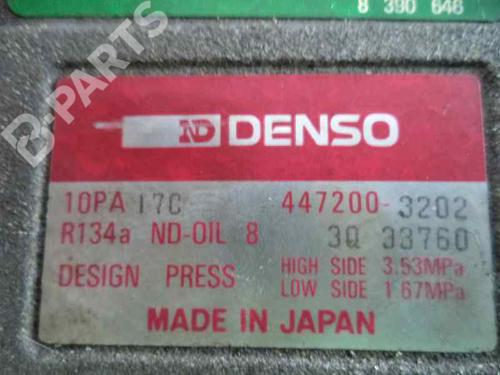 8 390 646
B-PARTS
ND DENSO
10PA 17C 447200-3202
R134a ND-OIL 8 3Q 33760
DESIGN PRESS HIGH SIDE 3.53MPa
LOW SIDE 1.67MPa
MADE IN JAPAN